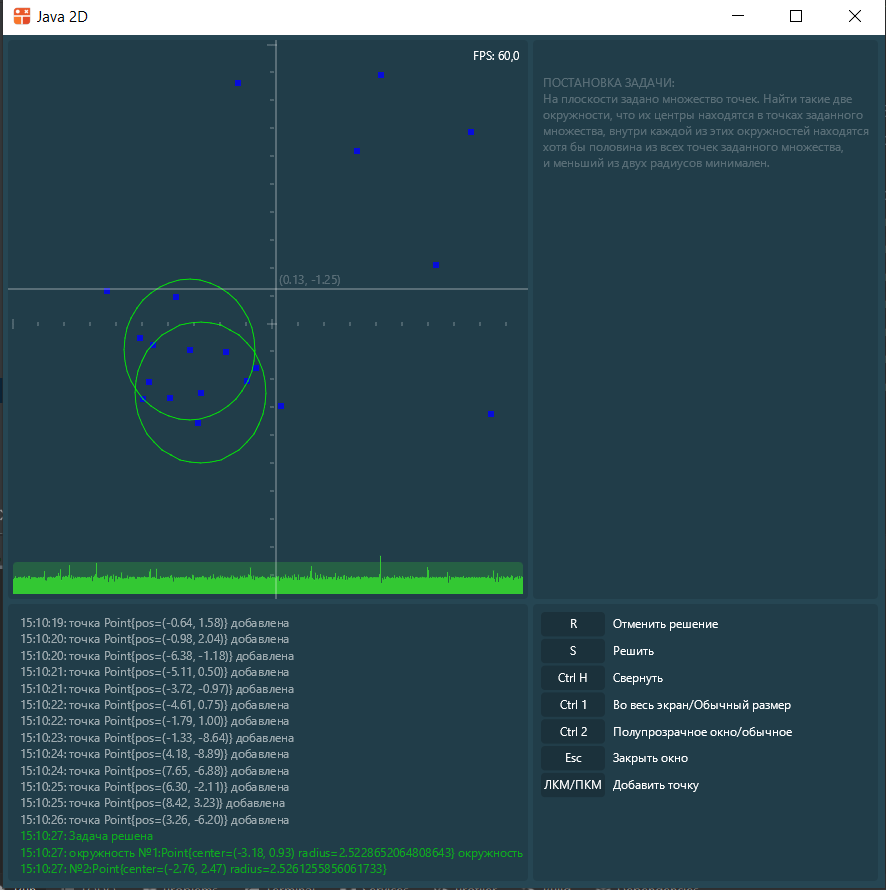 Java 2D
FPS: 60,0
(0.13, -1.25)
ПОСТАНОВКА ЗАДАЧИ:
На плоскости задано множество точек. Найти такие две
окружности, что их центры находятся в точках заданного
множества, внутри каждой из этих окружностей находятся
хотя бы половина из всех точек заданного множества,
и меньший из двух радиусов минимален.
15:10:19: точка Point{pos=(-0.64, 1.58)} добавлена
15:10:20: точка Point{pos=(-0.98, 2.04)} добавлена
15:10:20: точка Point{pos=(-6.38, -1.18)} добавлена
15:10:21: точка Point{pos=(-5.11, 0.50)} добавлена
15:10:21: точка Point{pos=(-3.72, -0.97)} добавлена
15:10:22: точка Point{pos=(-4.61, 0.75)} добавлена
15:10:22: точка Point{pos=(-1.79, 1.00)} добавлена
15:10:23: точка Point{pos=(-1.33, -8.64)} добавлена
15:10:24: точка Point{pos=(4.18, -8.89)} добавлена
15:10:24: точка Point{pos=(7.65, -6.88)} добавлена
15:10:25: точка Point{pos=(6.30, -2.11)} добавлена
15:10:25: точка Point{pos=(8.42, 3.23)} добавлена
15:10:26: точка Point{pos=(3.26, -6.20)} добавлена
15:10:27: Задача решена
15:10:27: окружность №1:Point{center=(-3.18, 0.93) radius=2.5228652064808643} окружность
15:10:27: №2:Point{center=(-2.76, 2.47) radius=2.5261255856061733}
R Отменить решение
S Решить
Ctrl H Свернуть
Ctrl 1 Во весь экран/Обычный размер
Ctrl 2 Полупрозрачное окно/обычное
Esc Закрыть окно
ЛКМ/ПКМ Добавить точку